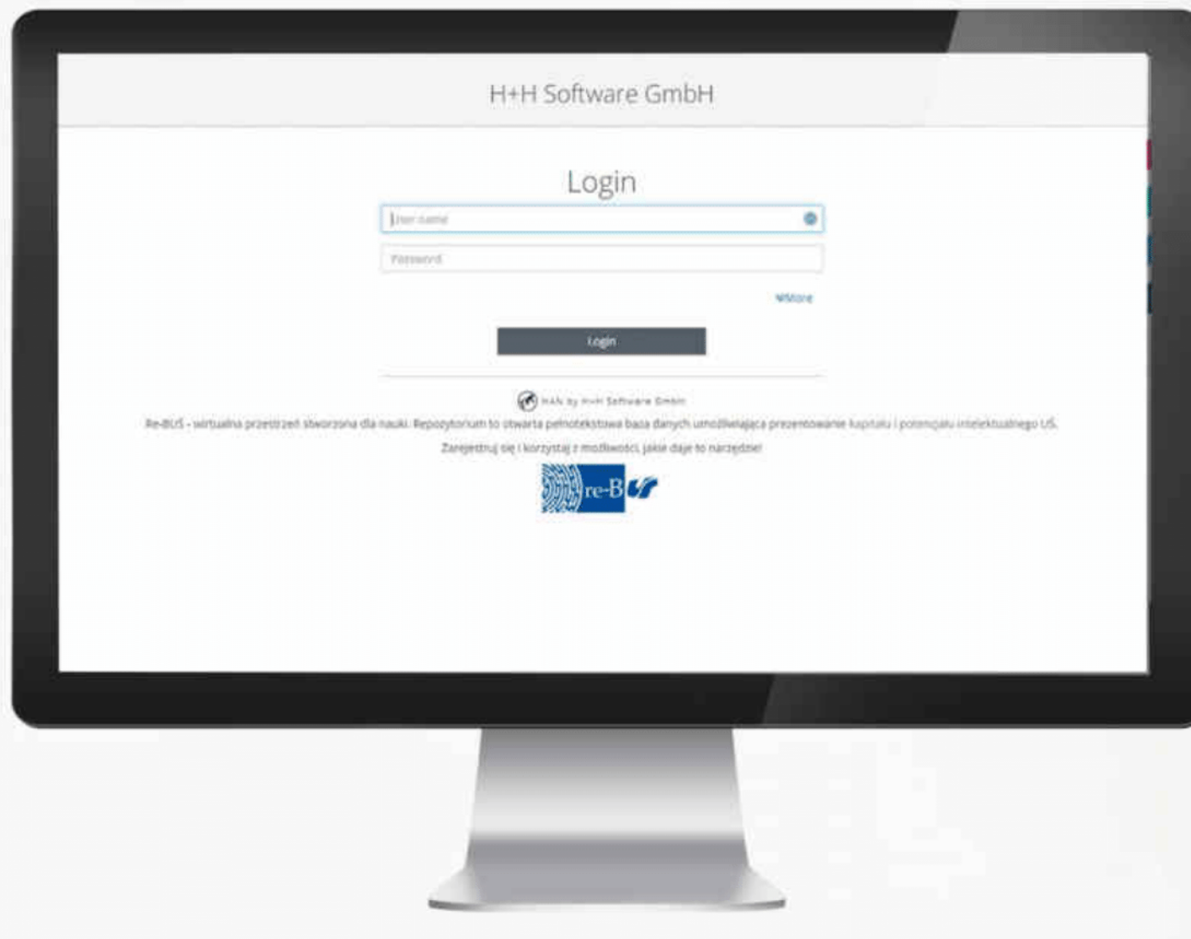 H+H Software GmbH
Login
User name
Password
More
Login
HAN by H+H Software GmbH
Re-BUŚ - wirtualna przestrzeń stworzona dla nauki. Repozytorium to otwarta pełnotekstowa baza danych umożliwiająca prezentowanie kapitału i potencjału intelektualnego UŚ.
Zarejestruj się i korzystaj z możliwości, jakie daje to narzędzie!
re-B